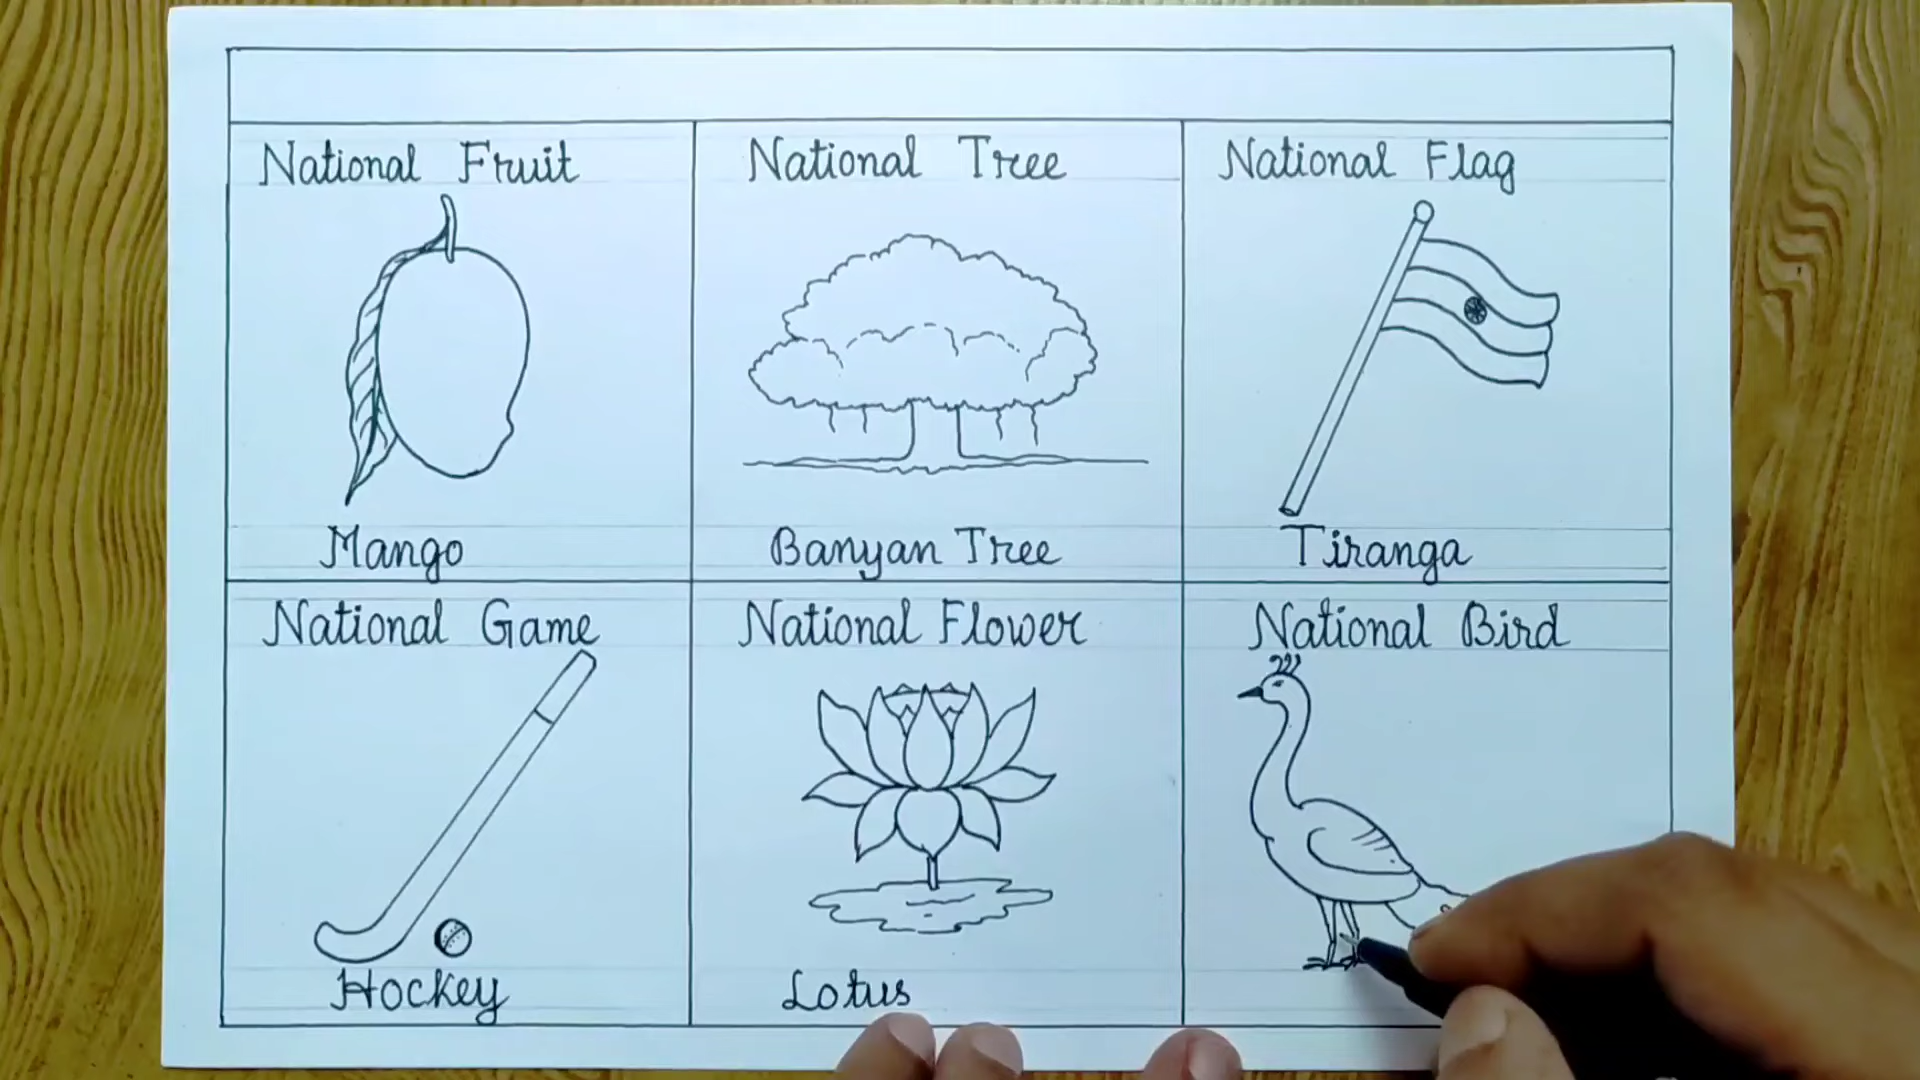 National Fruit
National Tree
National Flag
Mango
Banyan Tree
Tiranga
National Game
National Flower
National Bird
Hockey
Lotus